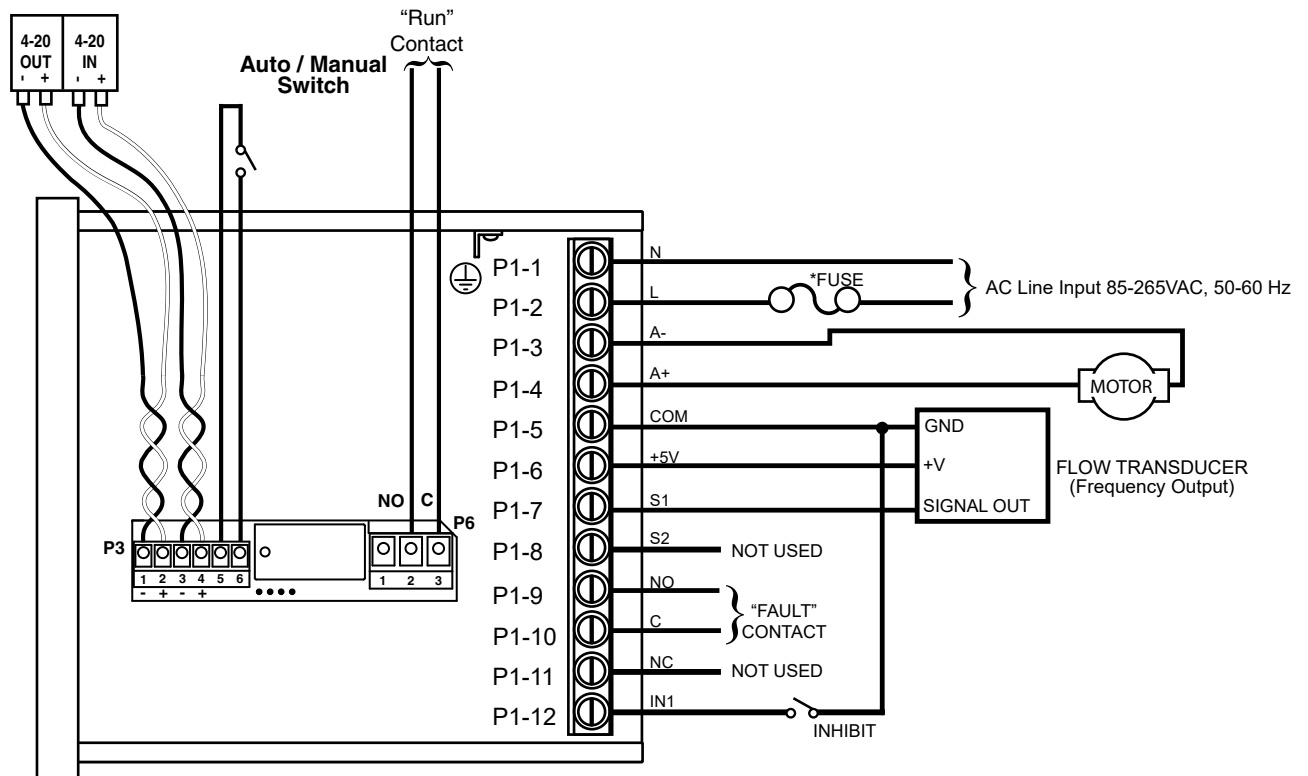 4-20
OUT
- +
4-20
IN
- +
Auto / Manual
Switch
“Run”
Contact
P1-1
N
P1-2
L
*FUSE
AC Line Input 85-265VAC, 50-60 Hz
P1-3
A-
P1-4
A+
MOTOR
P1-5
COM
GND
P1-6
+5V
+V
P1-7
S1
SIGNAL OUT
FLOW TRANSDUCER
(Frequency Output)
P1-8
S2
NOT USED
P1-9
NO
P1-10
C
“FAULT”
CONTACT
P1-11
NC
NOT USED
P1-12
IN1
INHIBIT
NO C
P6
P3
1 2 3 4 5 6
- + - +
1 2 3